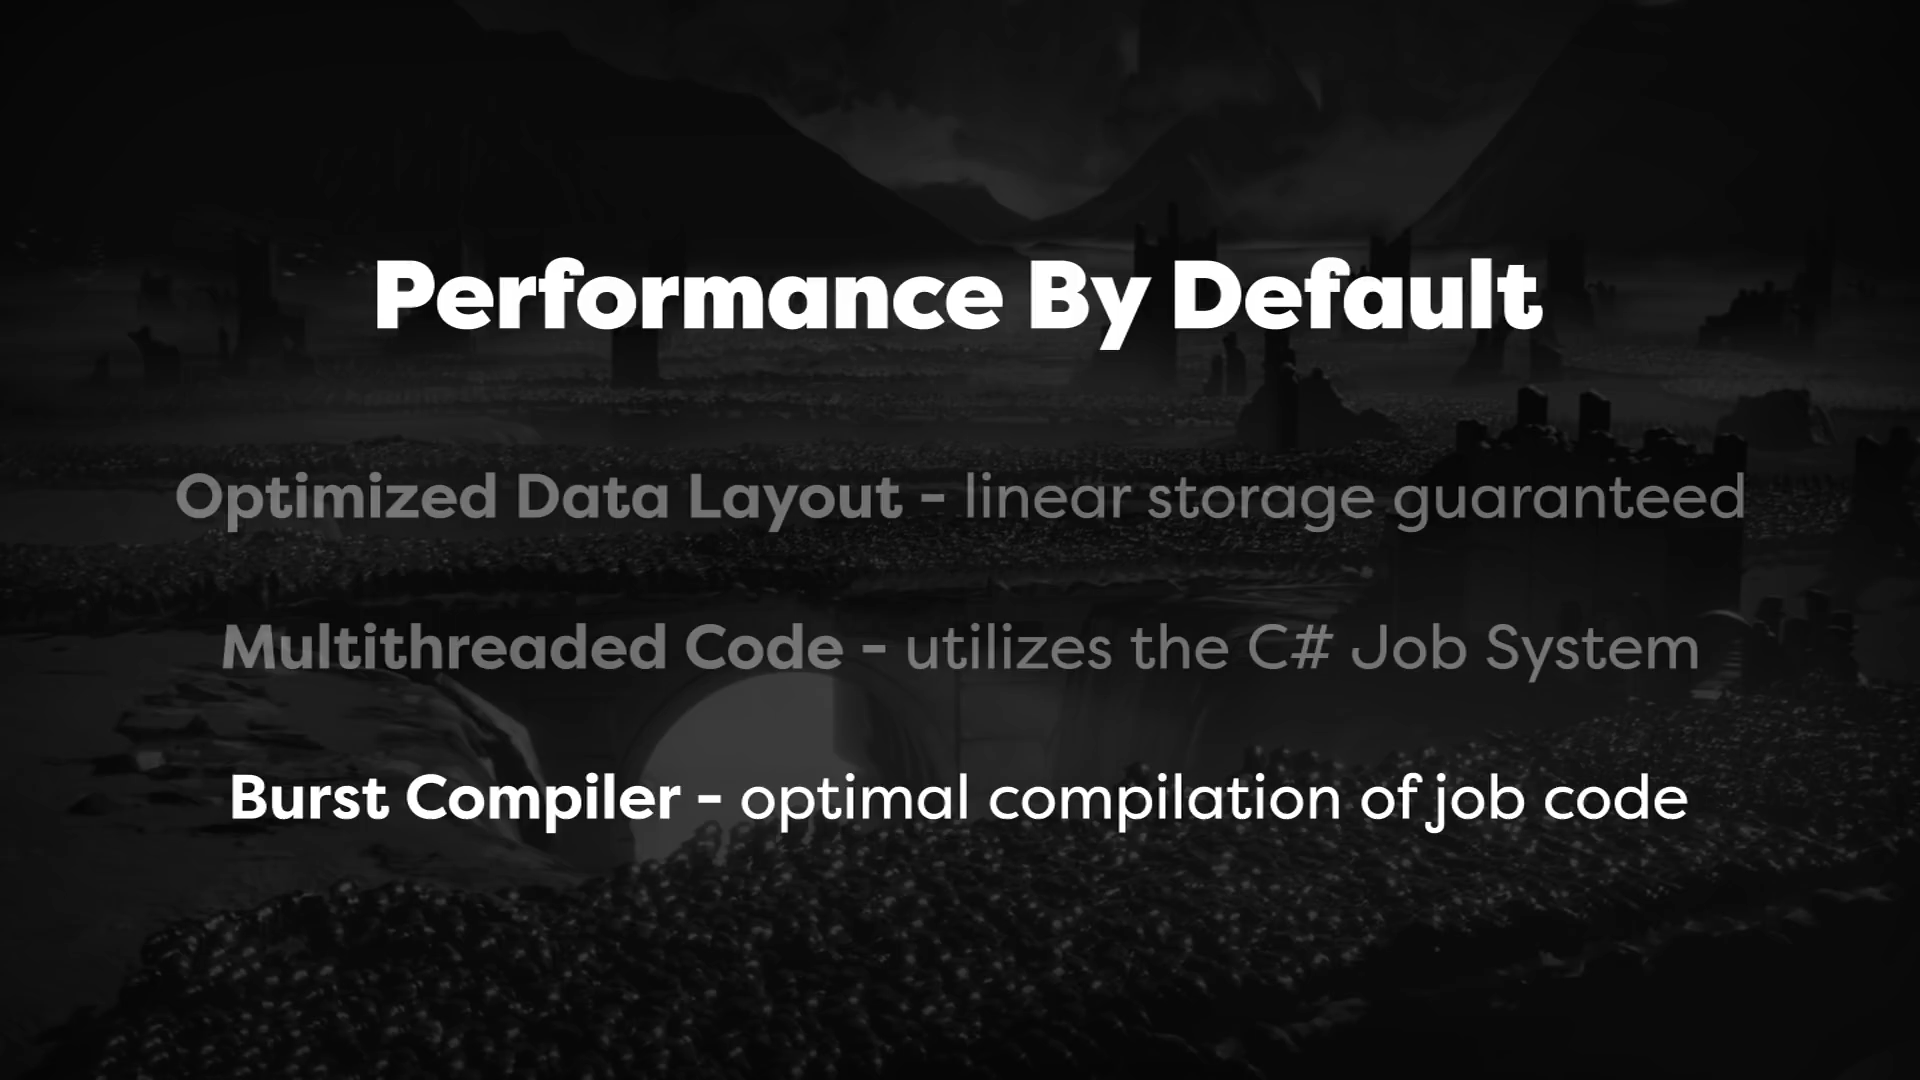 Performance By Default
Optimized Data Layout - linear storage guaranteed
Multithreaded Code - utilizes the C# Job System
Burst Compiler - optimal compilation of job code